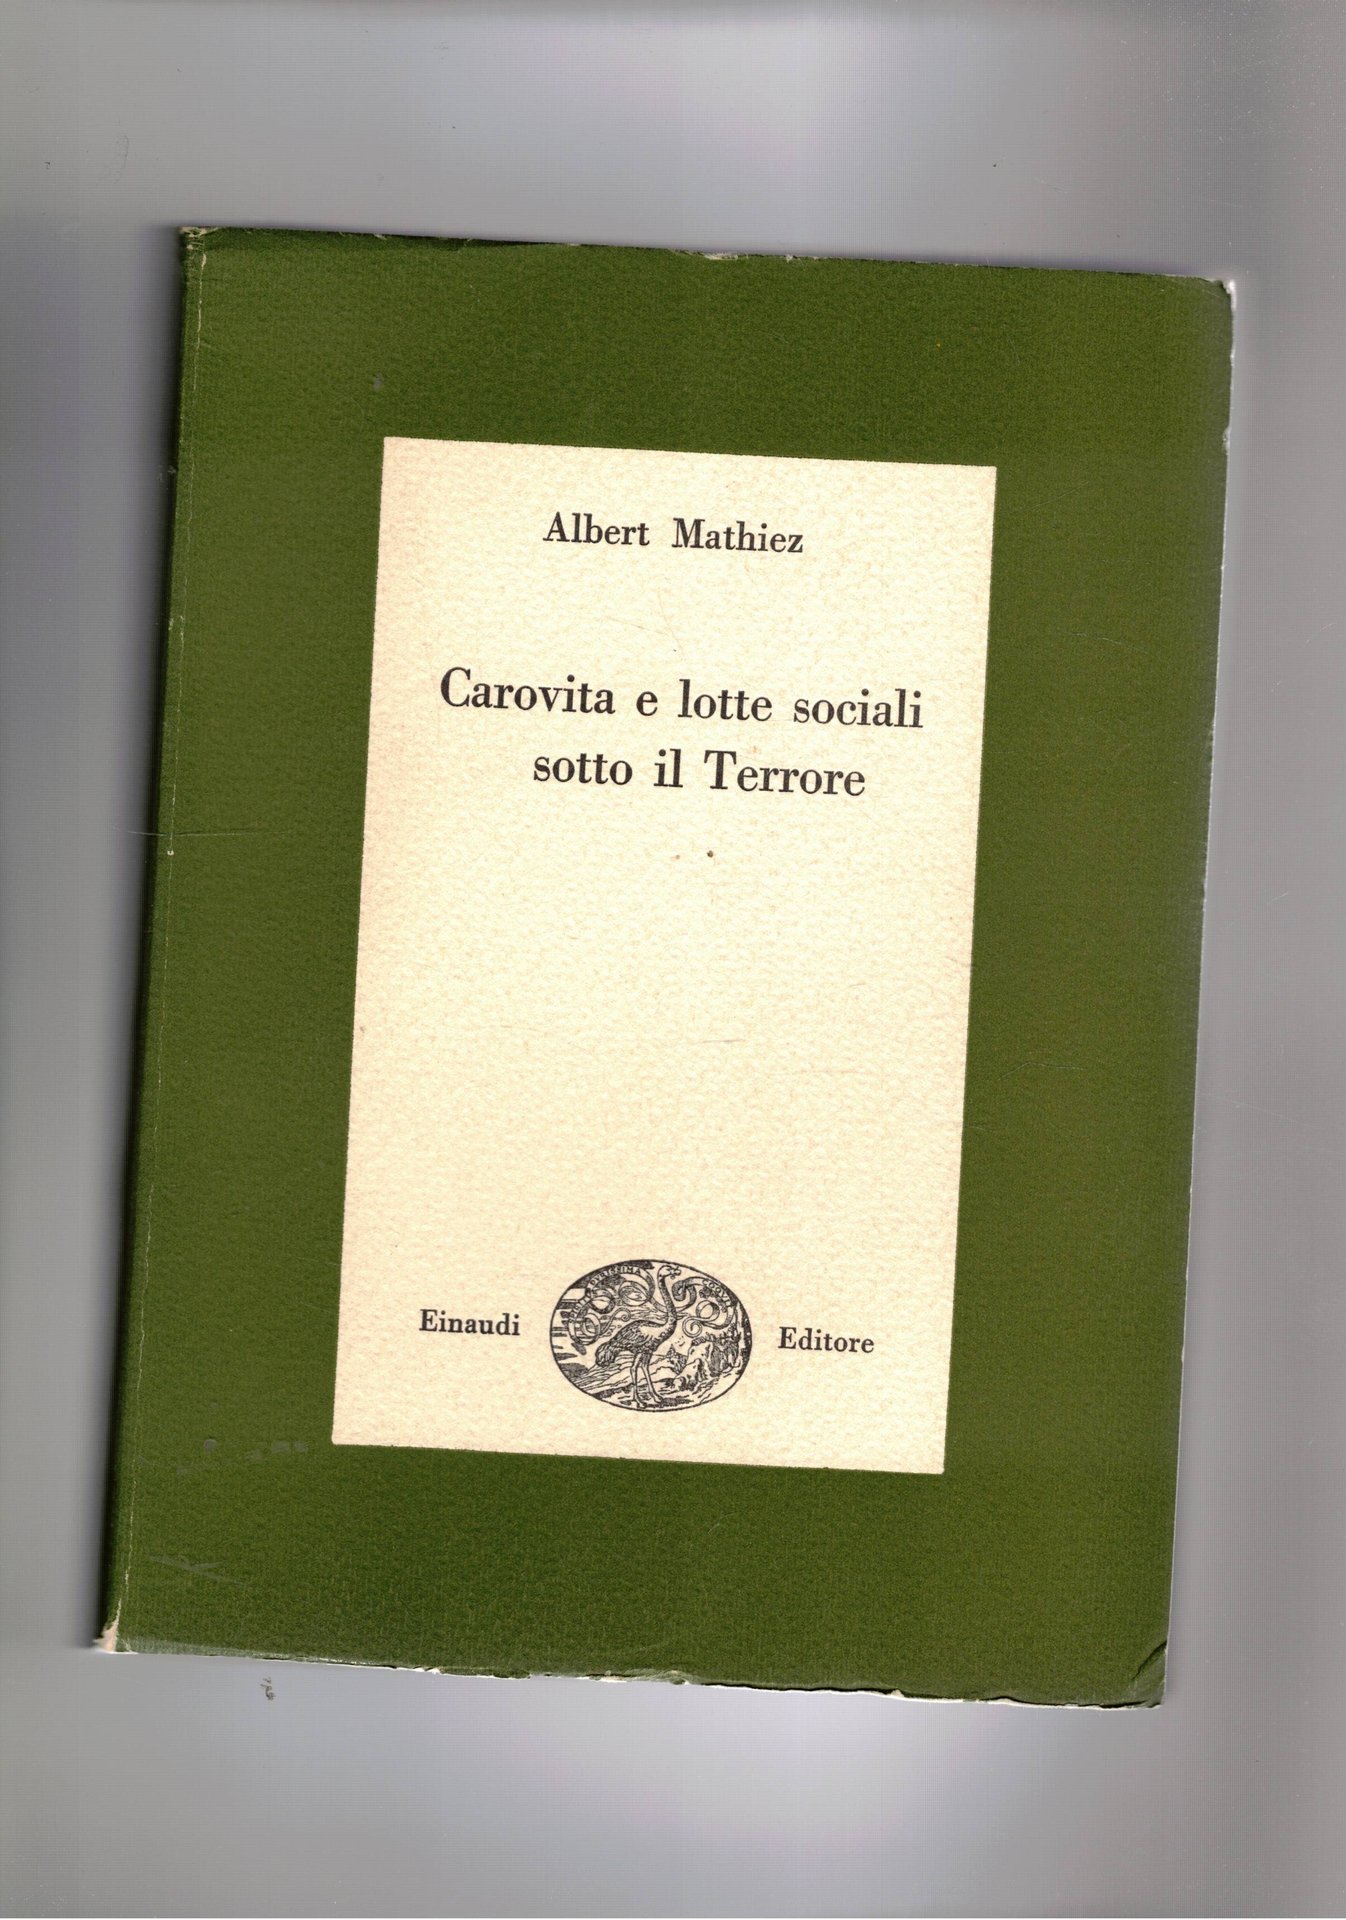 Albert Mathiez
Carovita e lotte sociali
sotto il Terrore
Einaudi
Editore